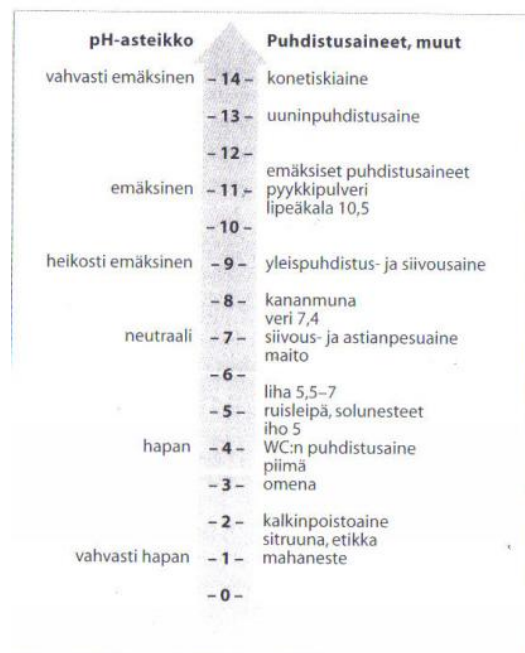 pH-asteikko Puhdistusaineet, muut
vahvasti emäksinen – 14 – konetiskiaine
– 13 – uuninpuhdistusaine
– 12 –
emäksiset puhdistusaineet
emäksinen – 11 – pyykkipulveri
lipeäkala 10,5
– 10 –
heikosti emäksinen – 9 – yleispuhdistus- ja siivousaine
– 8 – kananmuna
veri 7,4
neutraali – 7 – siivous- ja astianpesuaine
maito
– 6 –
liha 5,5–7
– 5 – ruisleipä, solunesteet
iho 5
hapan – 4 – WC:n puhdistusaine
piimä
– 3 – omena
– 2 – kalkinpoistoaine
sitruuna, etikka
vahvasti hapan – 1 – mahaneste
– 0 –